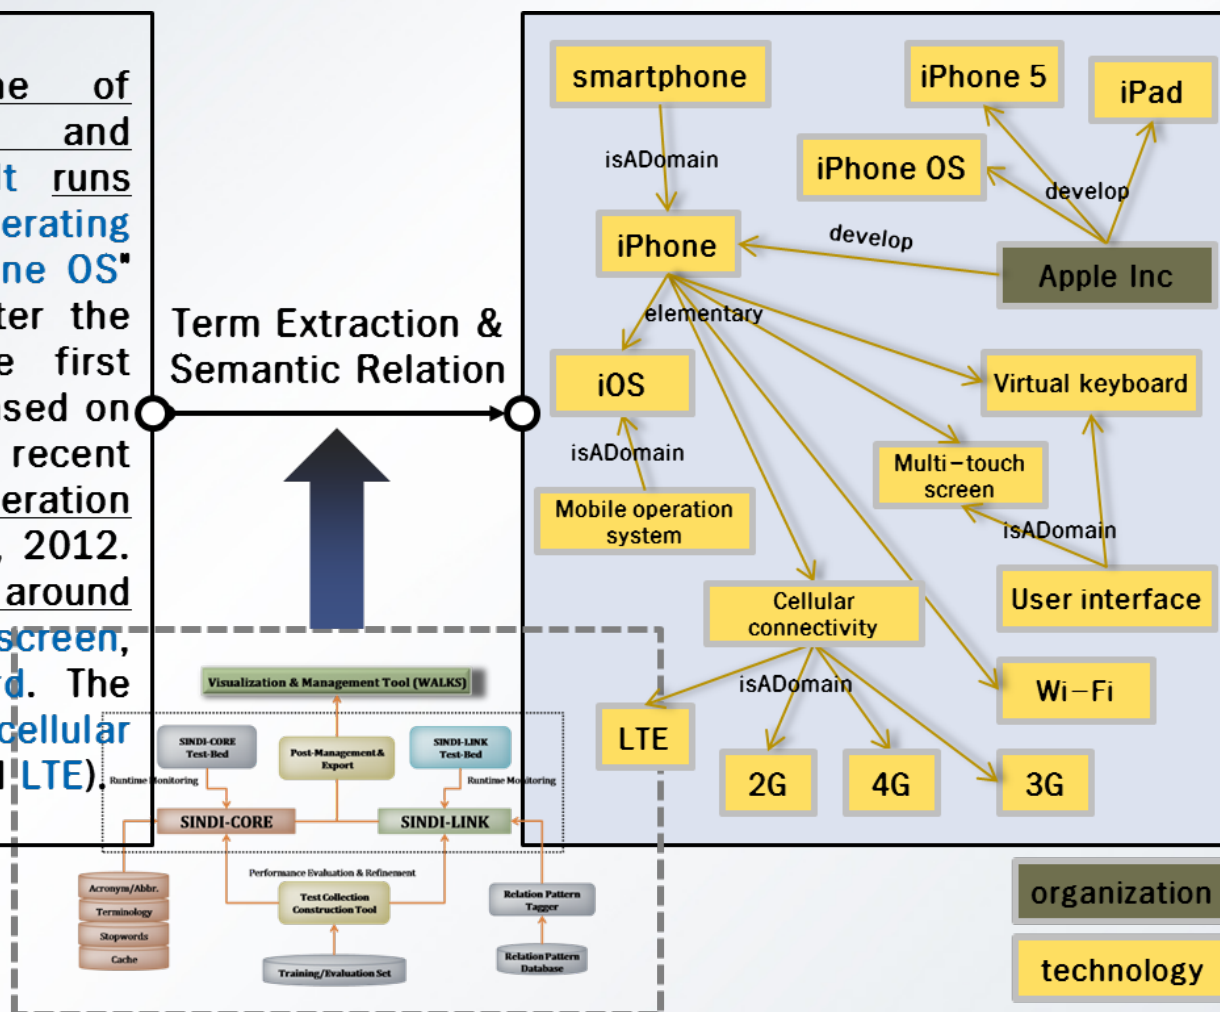 ne of
and
It runs
erating
ne OS"
ter the
e first
sed on
recent
eration
, 2012.
around
screen,
rd. The
cellular
LTE).
Term Extraction &
Semantic Relation
smartphone
iPhone 5
iPad
isADomain
iPhone OS
develop
iPhone
develop
Apple Inc
elementary
iOS
Virtual keyboard
isADomain
Multi-touch
screen
Mobile operation
system
isADomain
Cellular
connectivity
User interface
isADomain
Wi-Fi
LTE
2G
4G
3G
organization
technology
Visualization & Management Tool (WALKS)
SINDI-CORE
Test-Bed
Post-Management &
Export
SINDI-LINK
Test-Bed
Runtime Monitoring
Runtime Monitoring
SINDI-CORE
SINDI-LINK
Performance Evaluation & Refinement
Acronym/Abbr.
Terminology
Stopwords
Cache
Test Collection
Construction Tool
Relation Pattern
Tagger
Training/Evaluation Set
Relation Pattern
Database